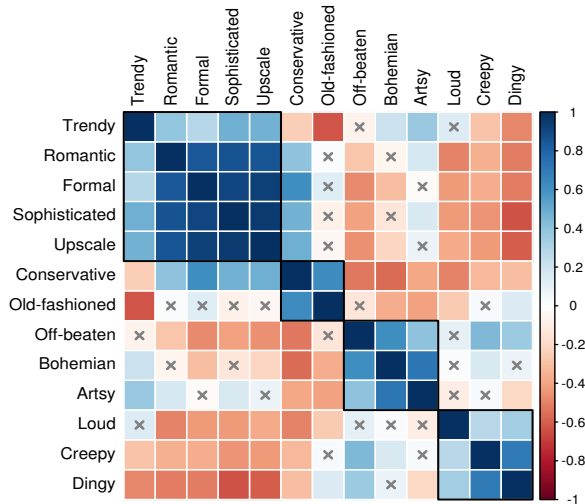 Trendy
Romantic
Formal
Sophisticated
Upscale
Conservative
Old-fashioned
Off-beaten
Bohemian
Artsy
Loud
Creepy
Dingy
Trendy
Romantic
Formal
Sophisticated
Upscale
Conservative
Old-fashioned
Off-beaten
Bohemian
Artsy
Loud
Creepy
Dingy
1
0.8
0.6
0.4
0.2
0
-0.2
-0.4
-0.6
-0.8
-1